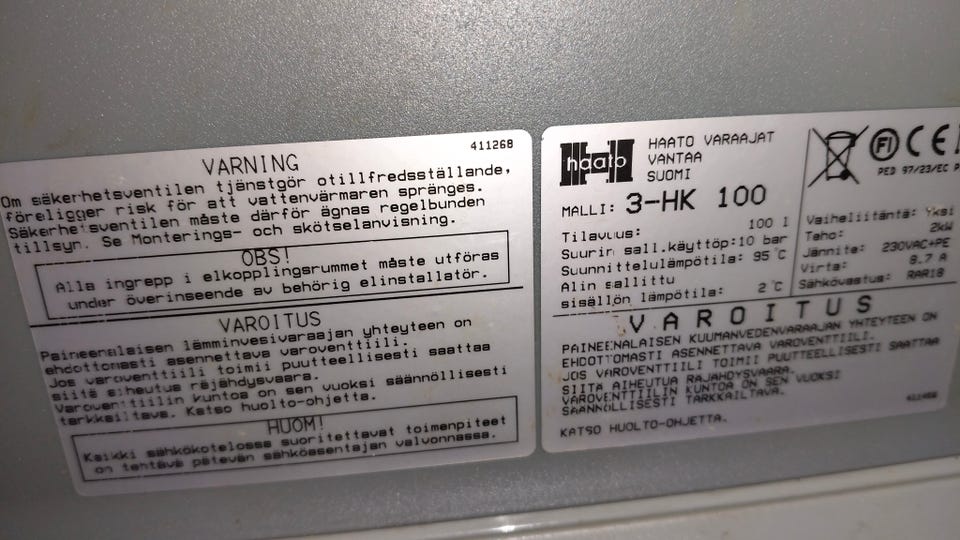 411268
VARNING
Om säkerhetsventilen tjänstgör otillfredsställande,
föreligger risk för att vattenvärmaren spränges.
Säkerhetsventilen måste därför ägnas regelbunden
tillsyn. Se Monterings- och skötselanvisning.
OBS!
Alla ingrepp i elkopplingsrummet måste utföras
under överinseende av behörig elinstallatör.
VAROITUS
Paineenalaisen lämminvesivaraajan yhteyteen on
ehdottomasti asennettava varoventtiili.
Jos varoventtiili toimii puutteellisesti saattaa
siitä aiheutua räjähdysvaara.
Varoventtiilin kuntoa on sen vuoksi säännöllisesti
tarkkailtava. Katso huolto-ohjetta.
HUOM!
Kaikki sähkökotelossa suoritettavat toimenpiteet
on tehtävä pätevän sähköasentajan valvonnassa.
haato
HAATO VARAAJAT
VANTAA
SUOMI
FI CE
PED 97/23/EC
MALLI: 3-HK 100
Tilavuus: 100 l
Suurin sall.käyttöp: 10 bar
Suunnittelulämpötila: 95°C
Alin sallittu
sisällön lämpötila: 2°C
Vaiheliitäntä: Yksi
Teho: 2kW
Jännite: 230VAC+PE
Virta: 8.7 A
Sähkövastus: RAR18
VAROITUS
PAINEENALAISEN KUUMANVEDENVARAAJAN YHTEYTEEN ON
EHDOTTOMASTI ASENNETTAVA VAROVENTTIILI.
JOS VAROVENTTIILI TOIMII PUUTTEELLISESTI SAATTAA
SIITÄ AIHEUTUA RÄJÄHDYSVAARA.
VAROVENTTIILIN KUNTOA ON SEN VUOKSI
SÄÄNNÖLLISESTI TARKKAILTAVA.
KATSO HUOLTO-OHJETTA.